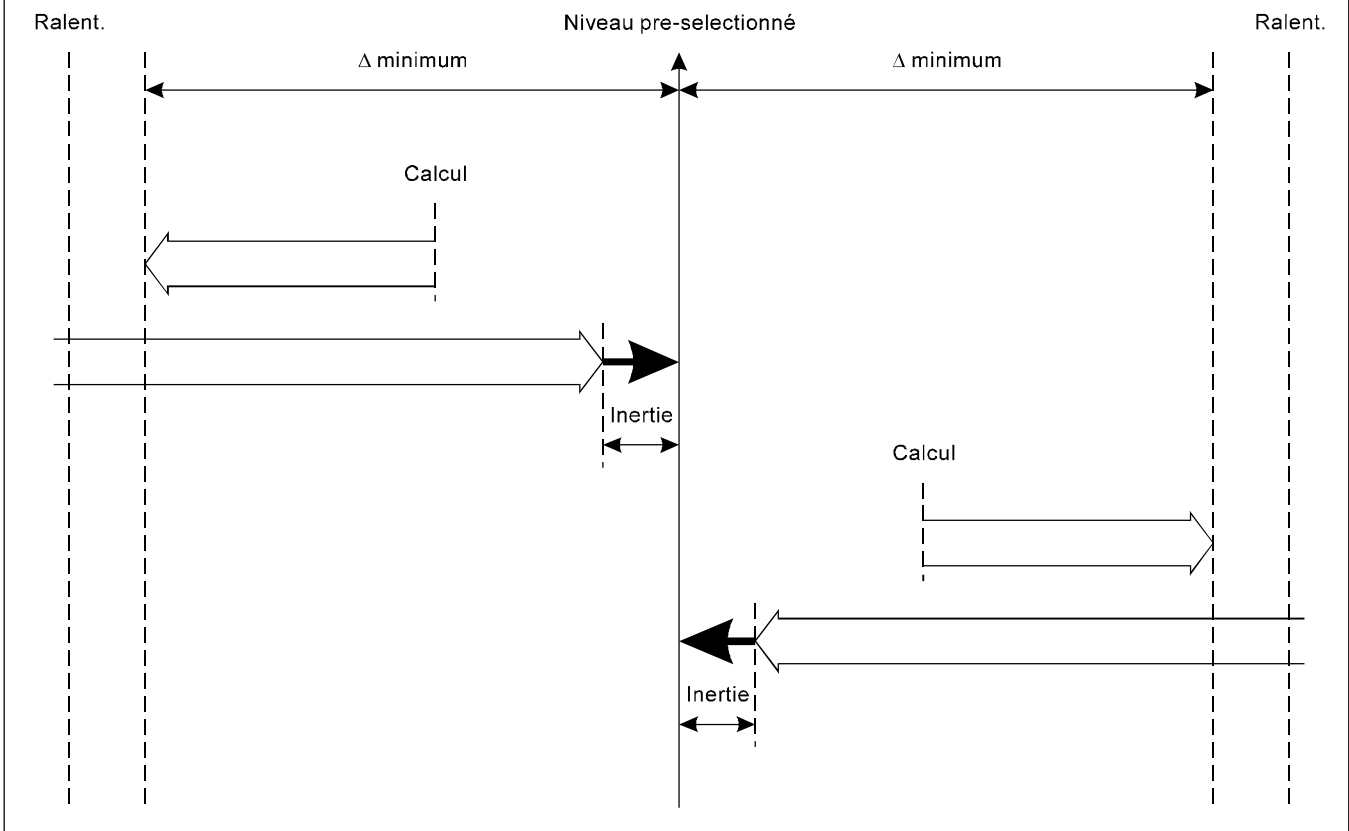 Ralent.
Niveau pre-selectionné
Ralent.
Δ minimum
Δ minimum
Calcul
Inertie
Calcul
Inertie